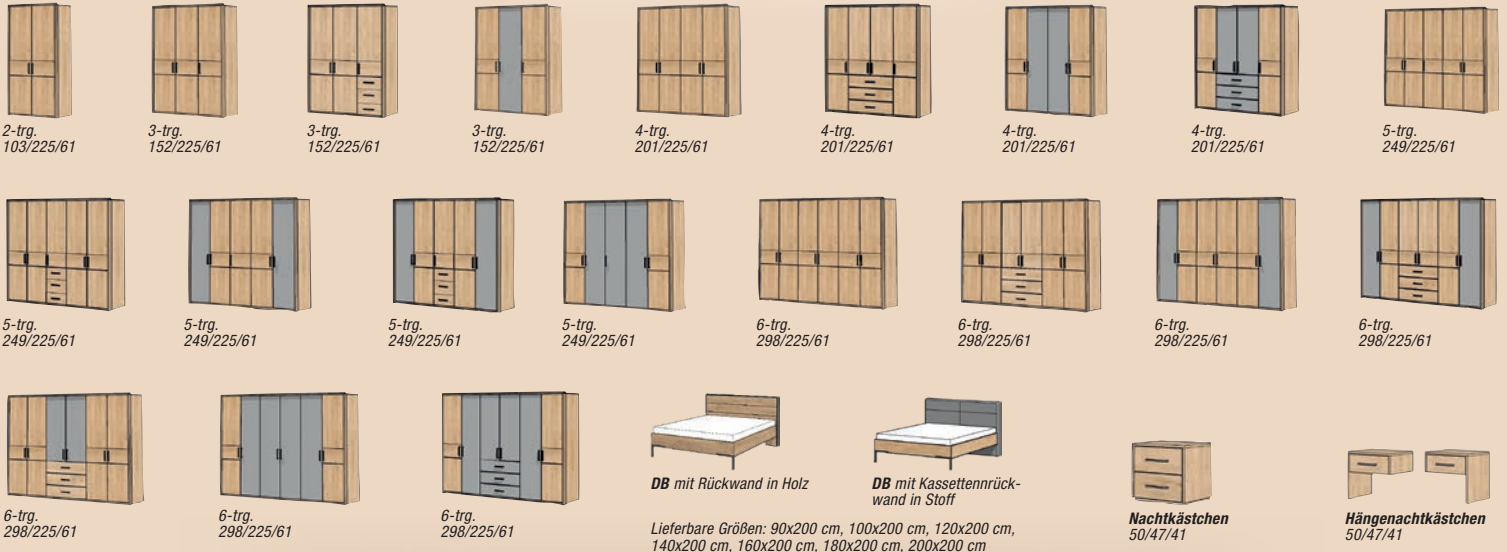 2-trg.
103/225/61
3-trg.
152/225/61
3-trg.
152/225/61
3-trg.
152/225/61
4-trg.
201/225/61
4-trg.
201/225/61
4-trg.
201/225/61
4-trg.
201/225/61
5-trg.
249/225/61
5-trg.
249/225/61
5-trg.
249/225/61
5-trg.
249/225/61
5-trg.
249/225/61
6-trg.
298/225/61
6-trg.
298/225/61
6-trg.
298/225/61
6-trg.
298/225/61
6-trg.
298/225/61
6-trg.
298/225/61
6-trg.
298/225/61
DB mit Rückwand in Holz
DB mit Kassettennrück-
wand in Stoff
Lieferbare Größen: 90x200 cm, 100x200 cm, 120x200 cm,
140x200 cm, 160x200 cm, 180x200 cm, 200x200 cm
Nachtkästchen
50/47/41
Hängenachtkästchen
50/47/41